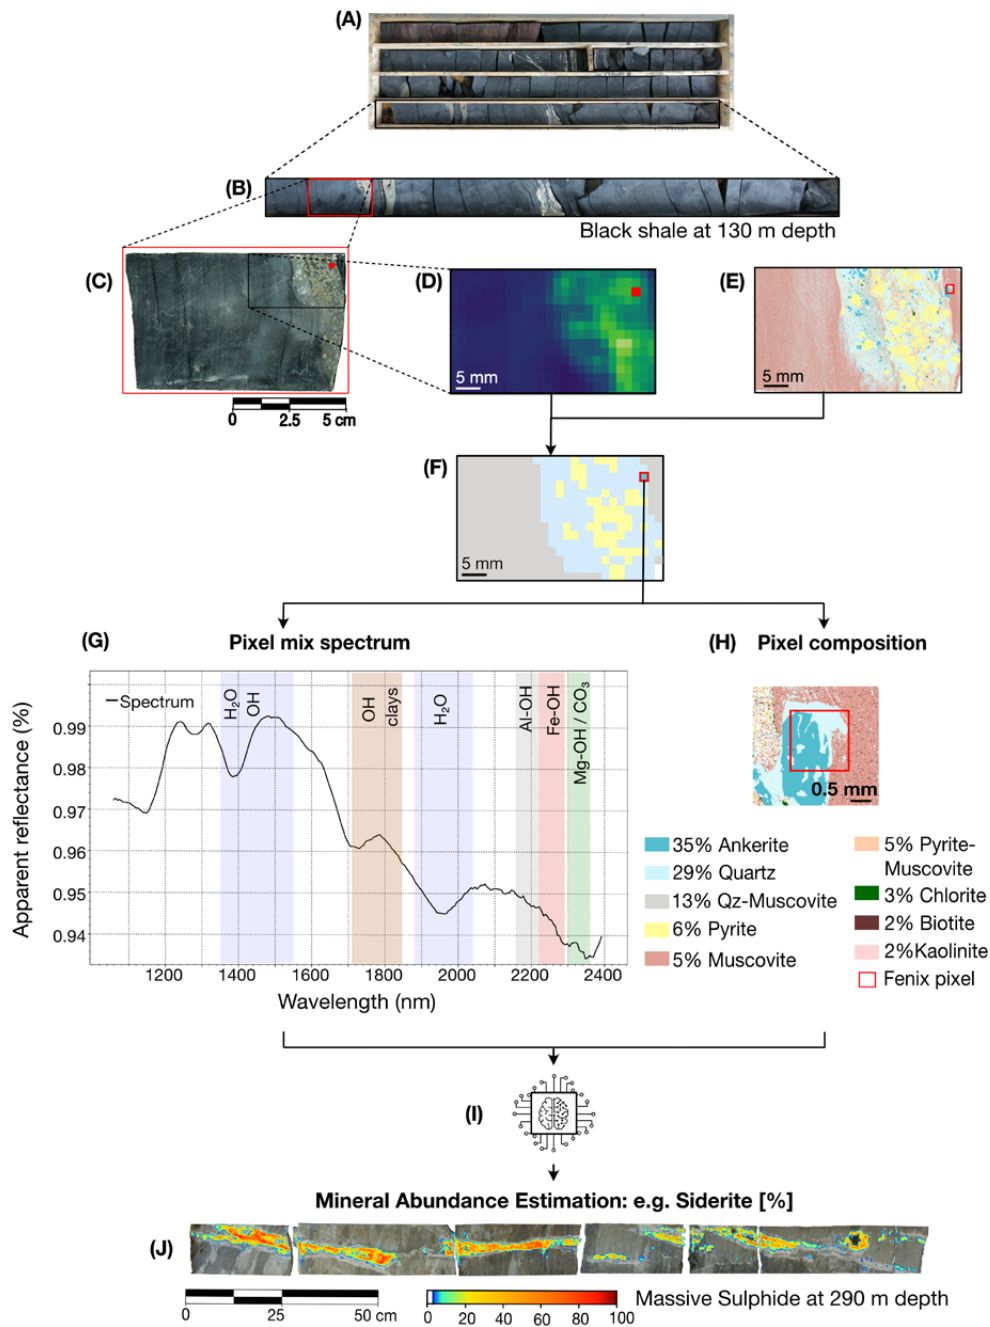 (A)
(B)
Black shale at 130 m depth
(C)
(D)
(E)
5 mm
5 mm
0 2.5 5 cm
(F)
5 mm
(G)
Pixel mix spectrum
(H)
Pixel composition
Spectrum
H2O
OH
OH
clays
H2O
Al-OH
Fe-OH
Mg-OH / CO3
Apparent reflectance (%)
0.99
0.98
0.97
0.96
0.95
0.94
1200 1400 1600 1800 2000 2200 2400
Wavelength (nm)
0.5 mm
35% Ankerite
29% Quartz
13% Qz-Muscovite
6% Pyrite
5% Muscovite
5% Pyrite-
Muscovite
3% Chlorite
2% Biotite
2%Kaolinite
Fenix pixel
(I)
Mineral Abundance Estimation: e.g. Siderite [%]
(J)
0 25 50 cm
0 20 40 60 80 100
Massive Sulphide at 290 m depth